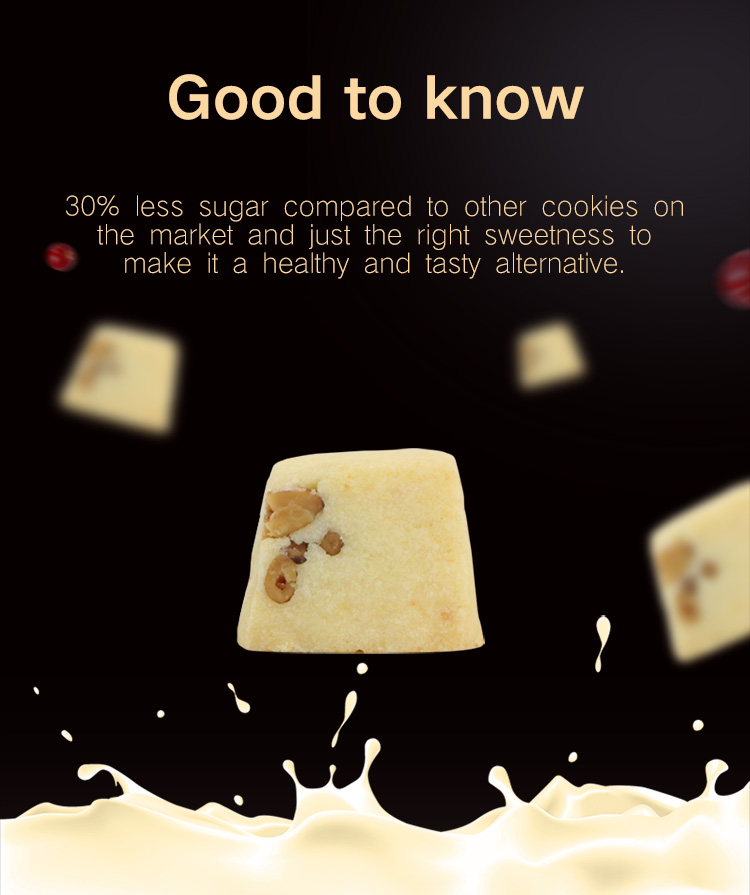 Good to know
30% less sugar compared to other cookies on
the market and just the right sweetness to
make it a healthy and tasty alternative.